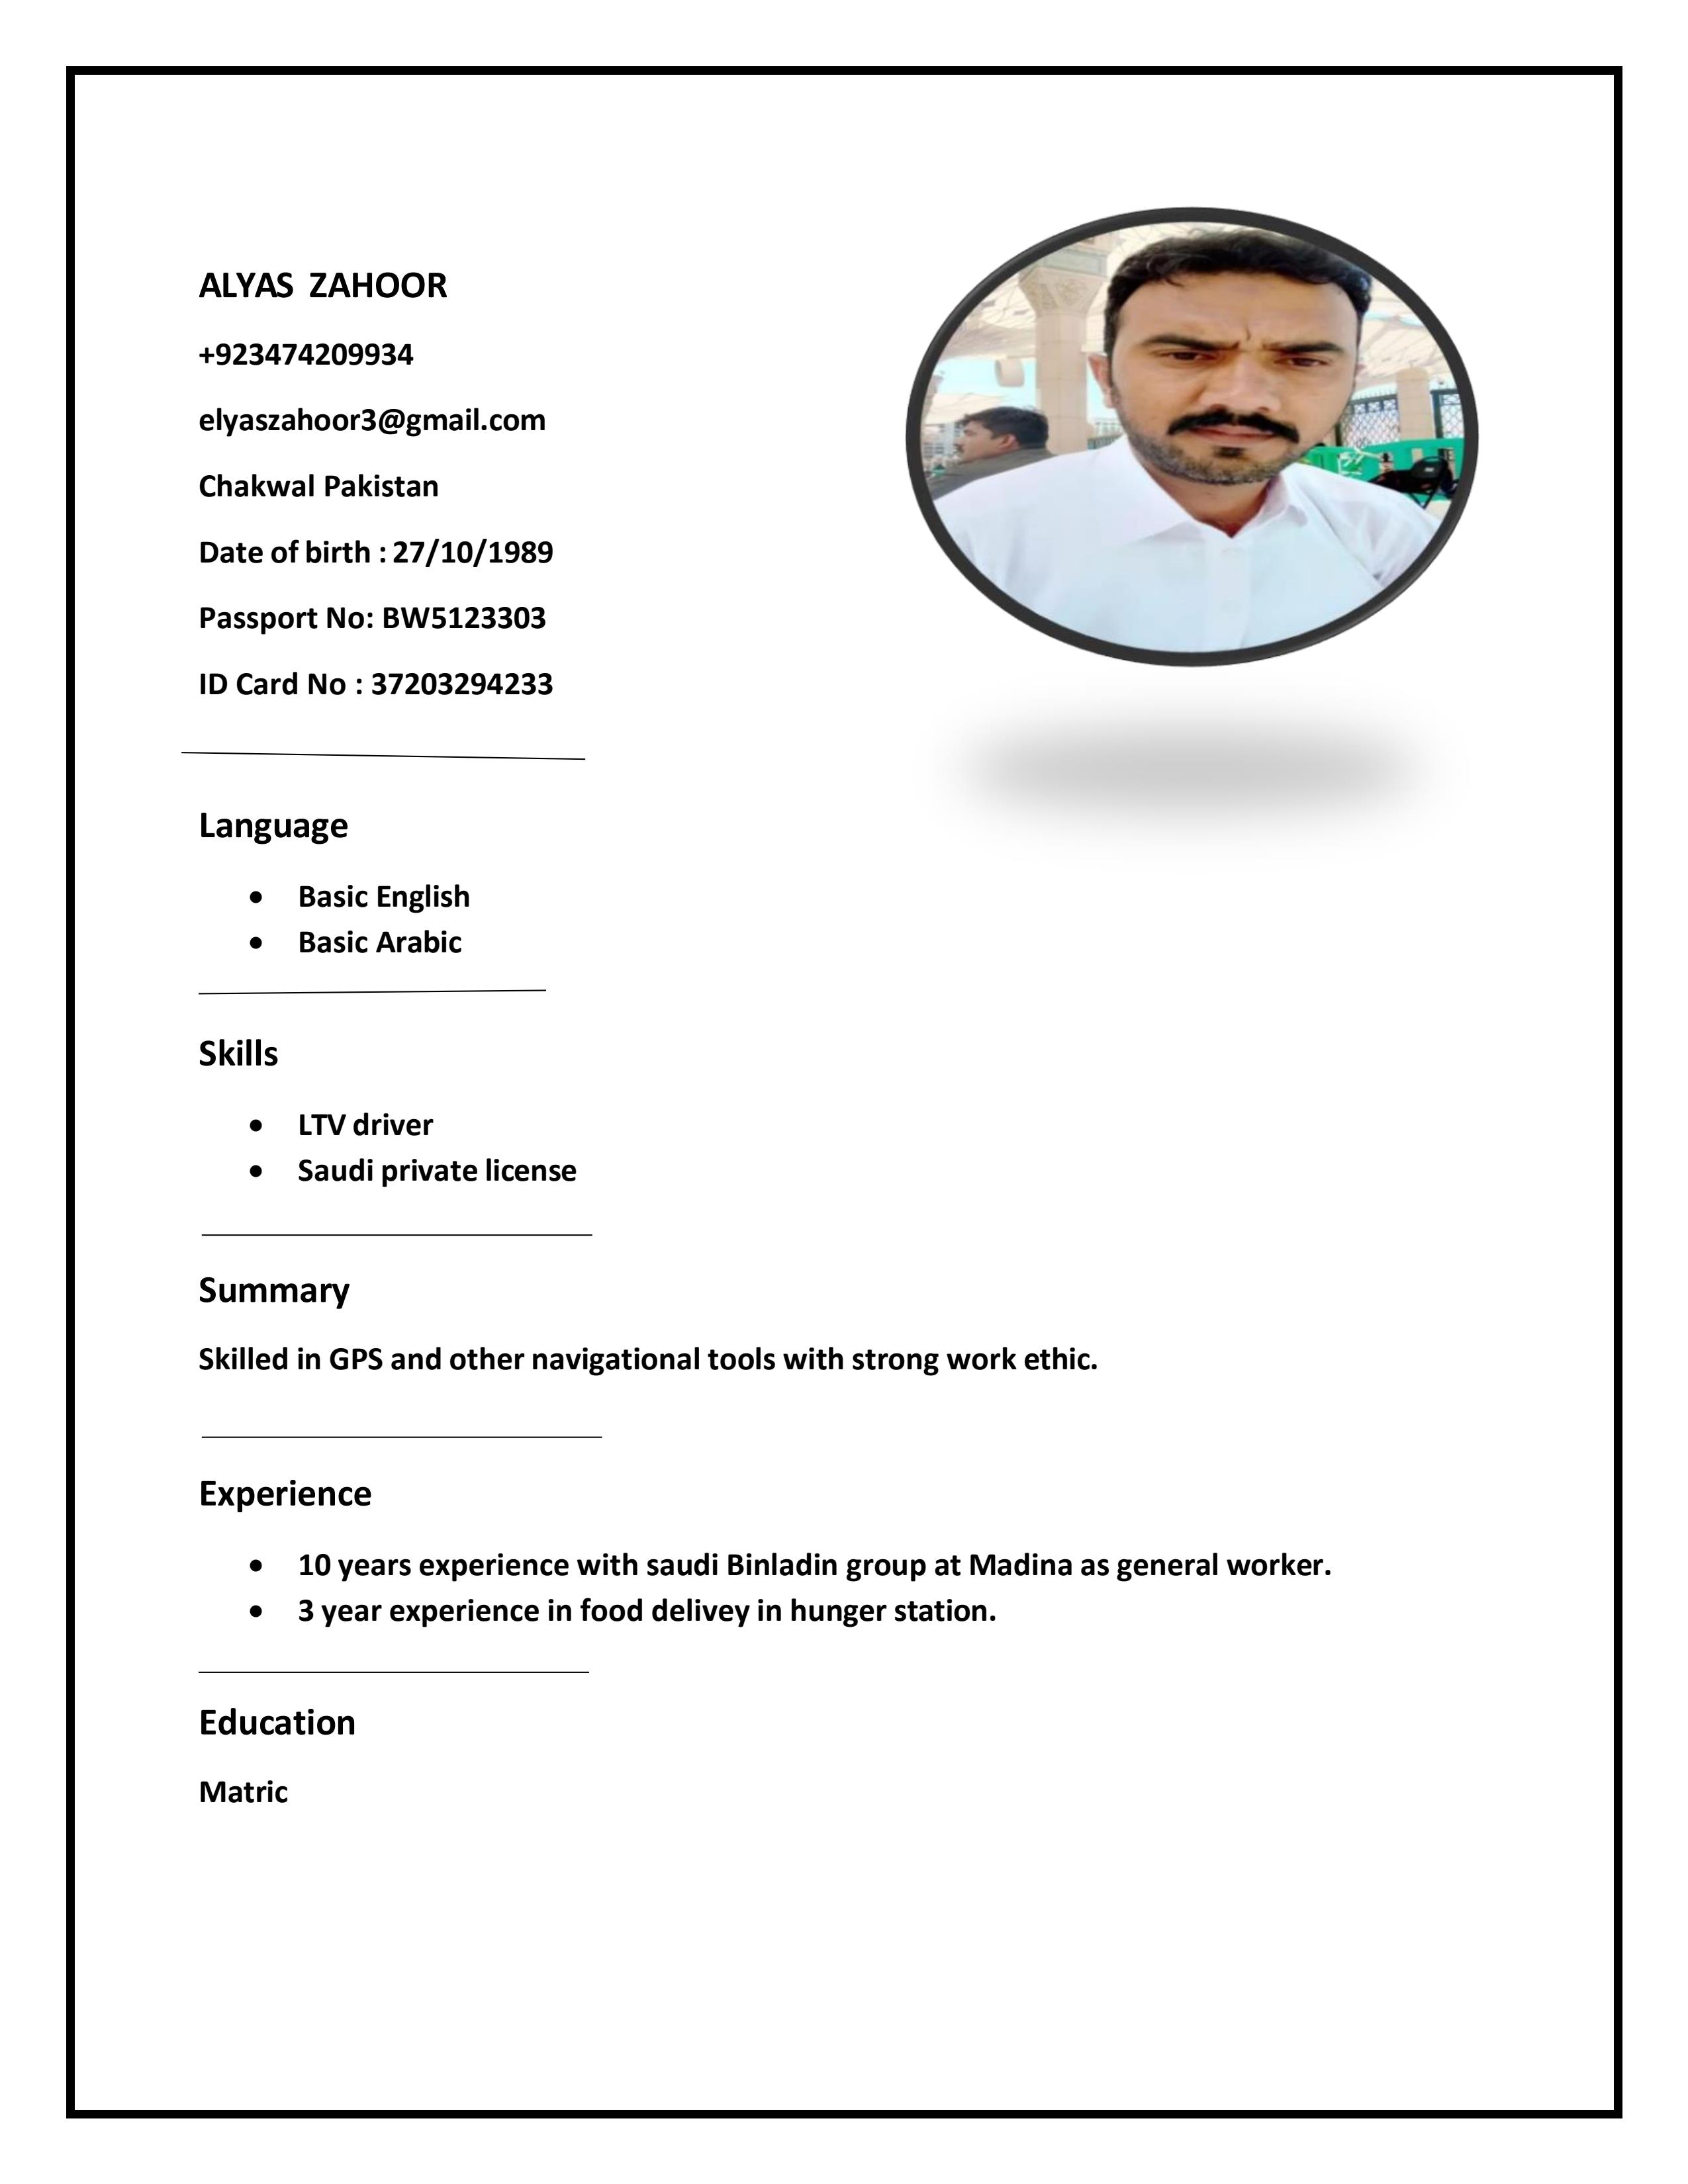 ALYAS ZAHOOR
+923474209934
elyaszahoor3@gmail.com
Chakwal Pakistan
Date of birth : 27/10/1989
Passport No: BW5123303
ID Card No : 37203294233
Language
• Basic English
• Basic Arabic
Skills
• LTV driver
• Saudi private license
Summary
Skilled in GPS and other navigational tools with strong work ethic.
Experience
• 10 years experience with saudi Binladin group at Madina as general worker.
• 3 year experience in food delivey in hunger station.
Education
Matric